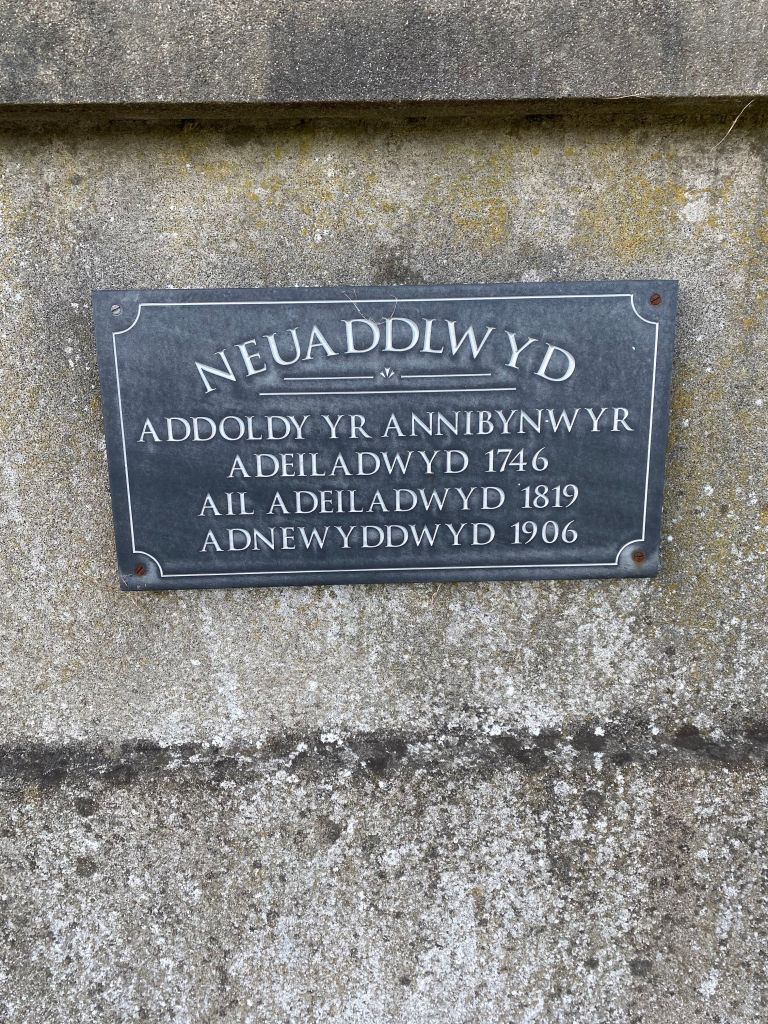 NEUADDLWYD
ADDOLDY YR ANNIBYNWYR
ADEILADWYD 1746
AIL ADEILADWYD 1819
ADNEWYDDWYD 1906